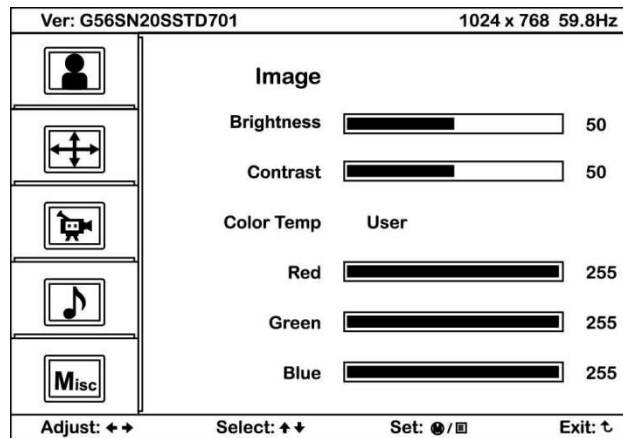 Ver: G56SN20SSTD701 1024 x 768 59.8Hz
Image
Brightness 50
Contrast 50
Color Temp User
Red 255
Green 255
Blue 255
Misc
Adjust: ←→ Select: ↑↓ Set: Ⓜ/▣ Exit: ↻